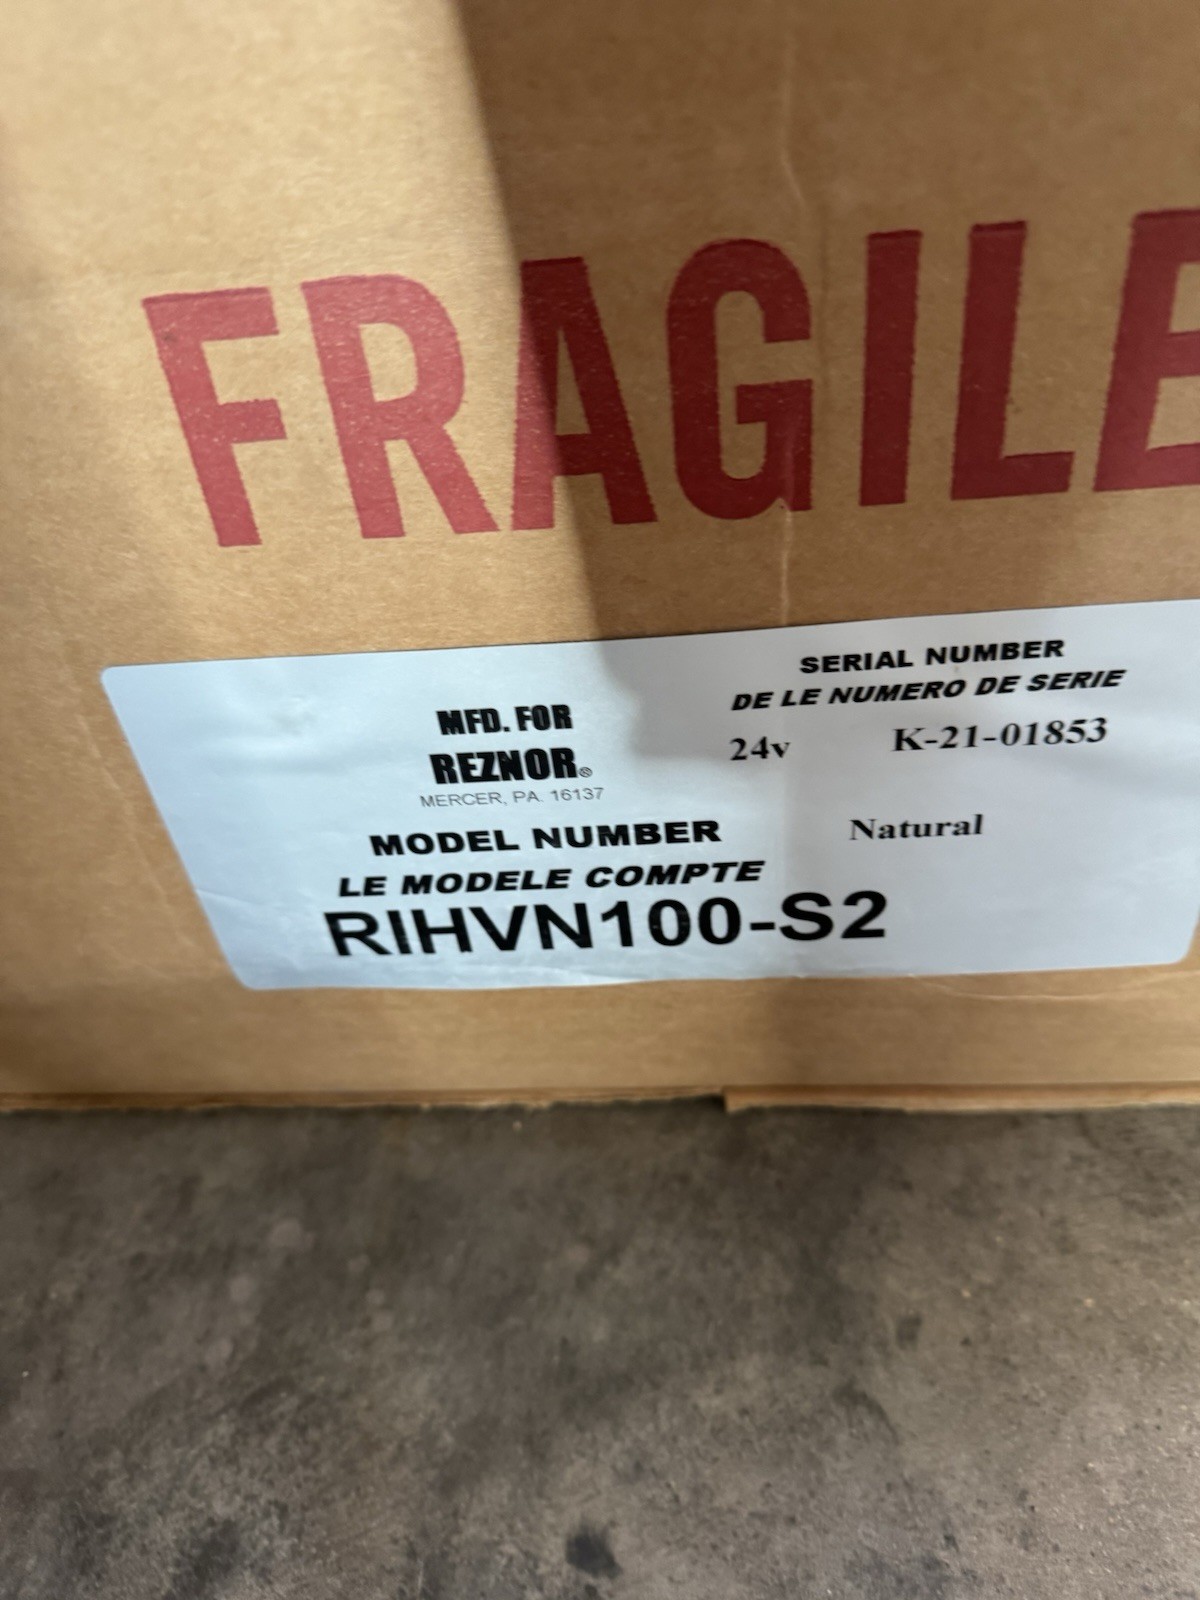 FRAGILE
MFD. FOR
REZNOR®
MERCER, PA. 16137
MODEL NUMBER
LE MODELE COMPTE
RIHVN100-S2
SERIAL NUMBER
DE LE NUMERO DE SERIE
24v K-21-01853
Natural